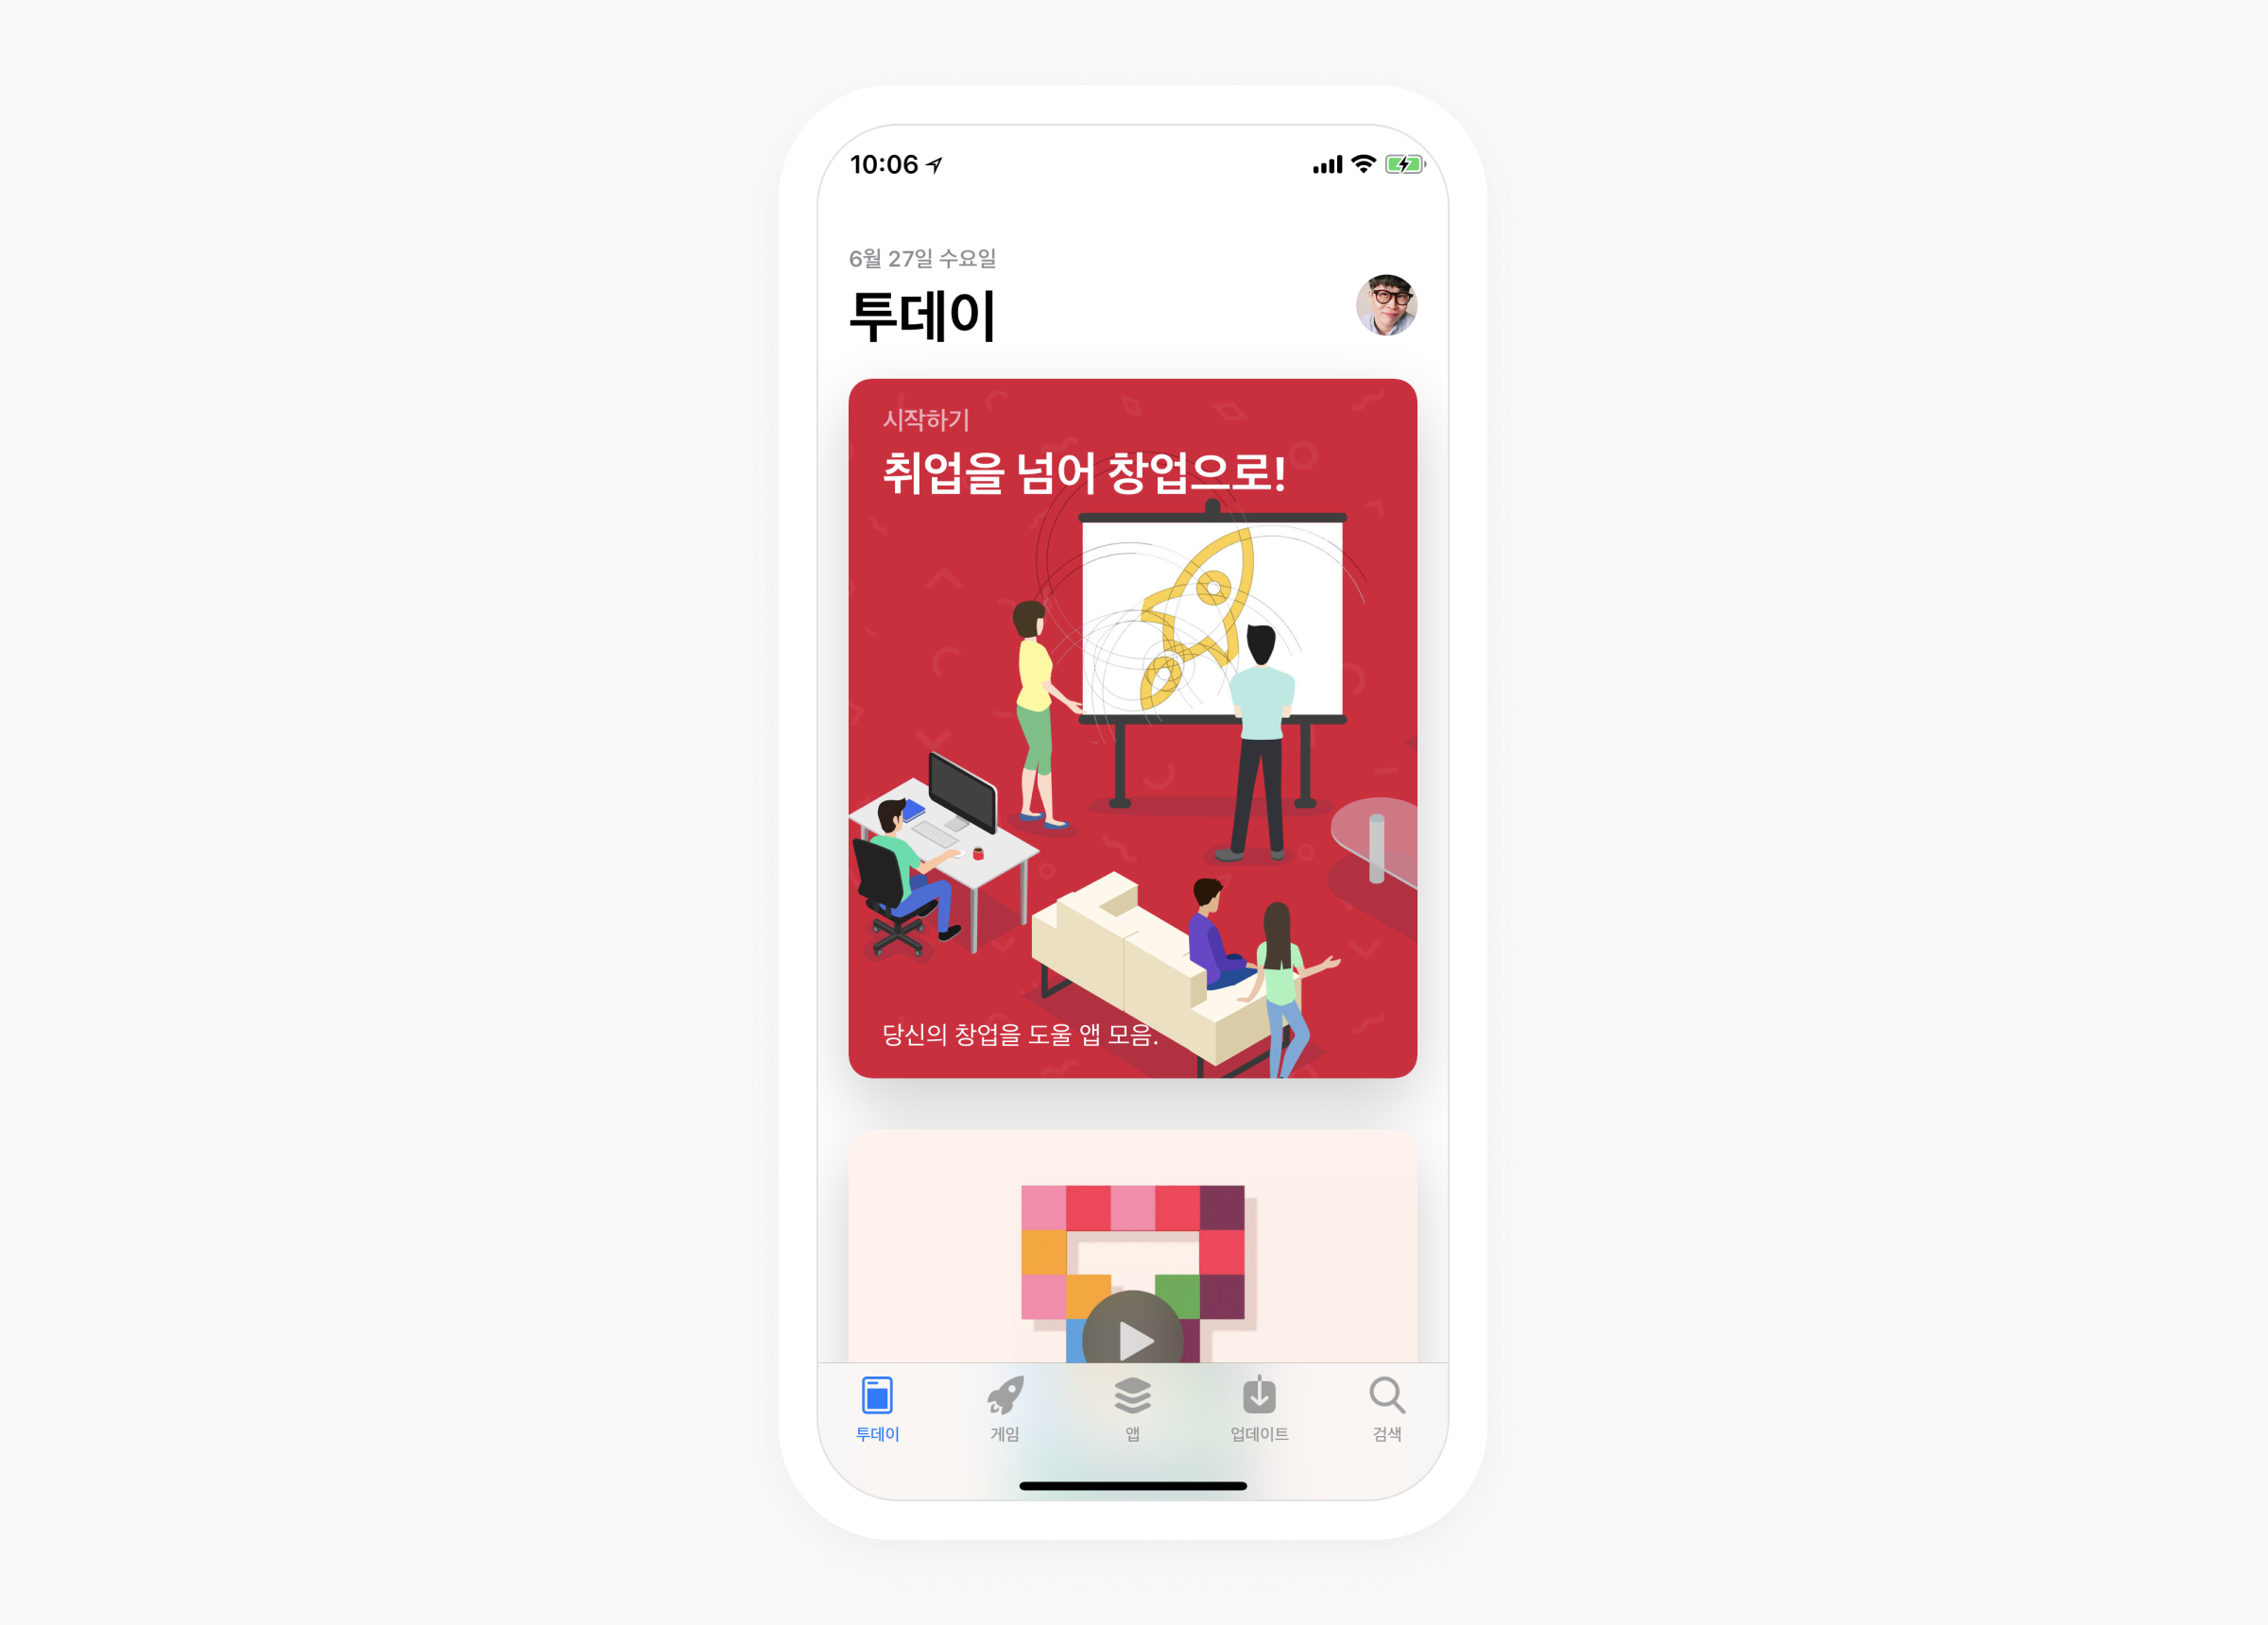 10:06
6월 27일 수요일
투데이
시작하기
취업을 넘어 창업으로!
당신의 창업을 도울 앱 모음.
투데이
게임
앱
업데이트
검색